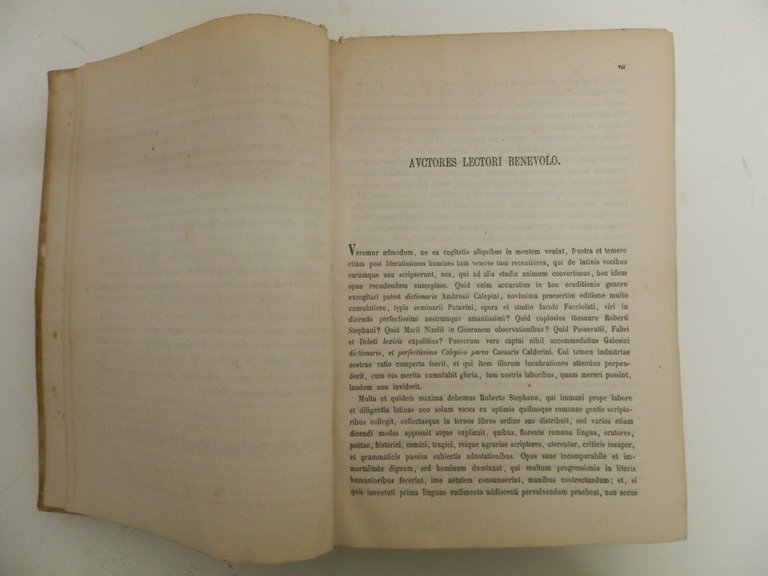 vii
AVCTORES LECTORI BENEVOLO.
Veremur admodum, ne ea cogitatio aliquibus in mentem veniat, frustra et temere
etiam post literatissimos homines tum veteres tum recentiores, qui de latinis vocibus
earumque usu scripserunt, nos, qui ad alia studia animum convertimus, hoc idem
opus recudendum suscepisse. Quid enim accuratius in hoc eruditionis genere
excogitari potest dictionario Ambrosii Calepini, novissima praesertim editione multo
cumulatiore, typis seminarii Patavini, opera et studio Iacobi Facciolati, viri in
dicendo perfectissimi nostrumque amantissimi? Quid copiosius thesauro Roberti
Stephani? Quid Marii Nizolii in Ciceronem observationibus? Quid Passeratii, Fabri
et Doleti lexicis expolitius? Puerorum vero captui nihil accommodatius Galesini
dictionario, et perfectissimo Calepino parvo Caesaris Calderini. Cui tamen industriae
nostrae ratio comperta fuerit, et qui item illorum lucubrationes attentius perpen-
derit, cum eos merita cumulabit gloria, tum nostris laboribus, quam mereri possint,
laudem non inviderit.
Multa et quidem maxima debemus Roberto Stephano, qui immani prope labore
et diligentia latinas non solum voces ex optimis quibusque romanae gentis scripto-
ribus collegit, collectasque in ternos libros ordine suo distribuit, sed varios etiam
dicendi modos apposuit atque explicuit, quibus, florente romana lingua, oratores,
poëtae, historici, comici, tragici, reique agrariae scriptores, uterentur, criticis insuper,
et grammaticis passim subiectis adnotationibus. Opus sane incomparabile et im-
mortalitate dignum, sed hominum dumtaxat, qui multum progressionis in literis
humanioribus fecerint, imo aetatem consumserint, manibus contrectandum; et, si
quis iuventuti prima linguae rudimenta addiscenti pervolvendum praebeat, non secus